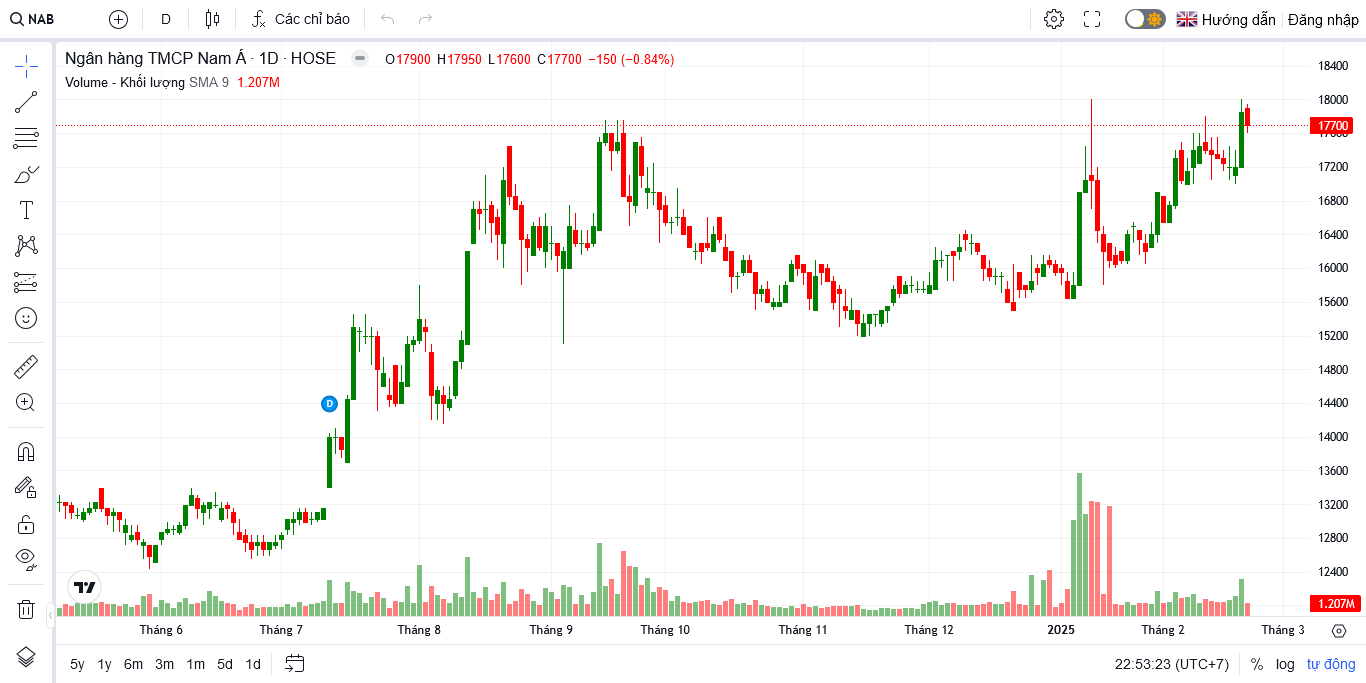 NAB D Các chỉ báo Hướng dẫn Đăng nhập
Ngân hàng TMCP Nam Á · 1D · HOSE O17900 H17950 L17600 C17700 −150 (−0.84%)
Volume - Khối lượng SMA 9 1.207M
18400
18000
17700
17600
17200
16800
16400
16000
15600
15200
14800
14400
D
14000
13600
13200
12800
12400
1.207M
Tháng 6 Tháng 7 Tháng 8 Tháng 9 Tháng 10 Tháng 11 Tháng 12 2025 Tháng 2 Tháng 3
5y 1y 6m 3m 1m 5d 1d 22:53:23 (UTC+7) % log tự động